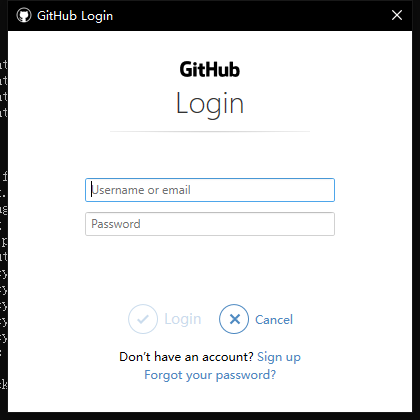 GitHub Login
GitHub
Login
Username or email
Password
Login
Cancel
Don't have an account? Sign up
Forgot your password?